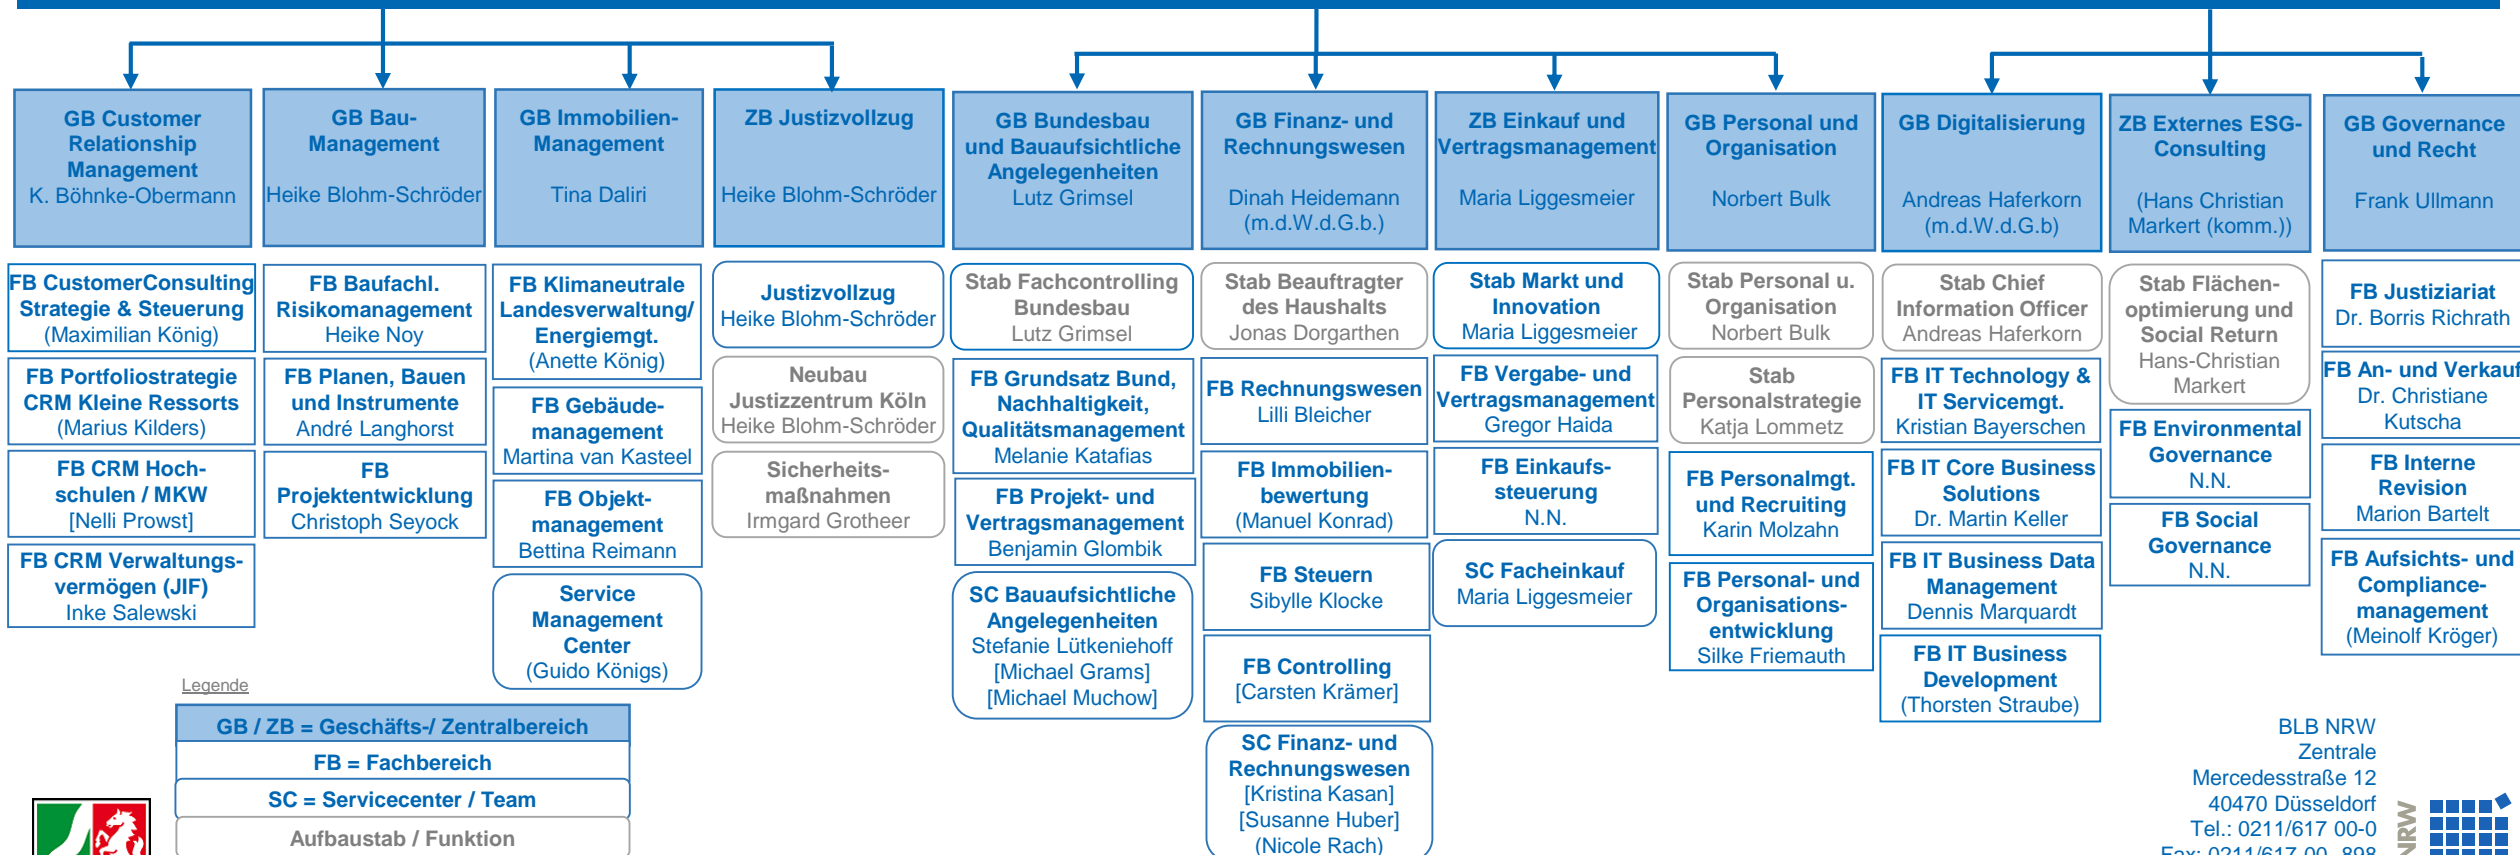 GB Customer
Relationship
Management
K. Böhnke-Obermann
GB Bau-
Management
Heike Blohm-Schröder
GB Immobilien-
Management
Tina Daliri
ZB Justizvollzug
Heike Blohm-Schröder
GB Bundesbau
und Bauaufsichtliche
Angelegenheiten
Lutz Grimsel
GB Finanz- und
Rechnungswesen
Dinah Heidemann
(m.d.W.d.G.b.)
ZB Einkauf und
Vertragsmanagement
Maria Liggesmeier
GB Personal und
Organisation
Norbert Bulk
GB Digitalisierung
Andreas Haferkorn
(m.d.W.d.G.b)
ZB Externes ESG-
Consulting
(Hans Christian
Markert (komm.))
GB Governance
und Recht
Frank Ullmann
FB CustomerConsulting
Strategie & Steuerung
(Maximilian König)
FB Portfoliostrategie
CRM Kleine Ressorts
(Marius Kilders)
FB CRM Hoch-
schulen / MKW
[Nelli Prowst]
FB CRM Verwaltungs-
vermögen (JIF)
Inke Salewski
FB Baufachl.
Risikomanagement
Heike Noy
FB Planen, Bauen
und Instrumente
André Langhorst
FB
Projektentwicklung
Christoph Seyock
FB Klimaneutrale
Landesverwaltung/
Energiemgt.
(Anette König)
FB Gebäude-
management
Martina van Kasteel
FB Objekt-
management
Bettina Reimann
Service
Management
Center
(Guido Königs)
Justizvollzug
Heike Blohm-Schröder
Neubau
Justizzentrum Köln
Heike Blohm-Schröder
Sicherheits-
maßnahmen
Irmgard Grotheer
Stab Fachcontrolling
Bundesbau
Lutz Grimsel
FB Grundsatz Bund,
Nachhaltigkeit,
Qualitätsmanagement
Melanie Katafias
FB Projekt- und
Vertragsmanagement
Benjamin Glombik
SC Bauaufsichtliche
Angelegenheiten
Stefanie Lütkeniehoff
[Michael Grams]
[Michael Muchow]
Stab Beauftragter
des Haushalts
Jonas Dorgarthen
FB Rechnungswesen
Lilli Bleicher
FB Immobilien-
bewertung
(Manuel Konrad)
FB Steuern
Sibylle Klocke
FB Controlling
[Carsten Krämer]
SC Finanz- und
Rechnungswesen
[Kristina Kasan]
[Susanne Huber]
(Nicole Rach)
Stab Markt und
Innovation
Maria Liggesmeier
FB Vergabe- und
Vertragsmanagement
Gregor Haida
FB Einkaufs-
steuerung
N.N.
SC Facheinkauf
Maria Liggesmeier
Stab Personal u.
Organisation
Norbert Bulk
Stab
Personalstrategie
Katja Lommetz
FB Personalmgt.
und Recruiting
Karin Molzahn
FB Personal- und
Organisations-
entwicklung
Silke Friemauth
Stab Chief
Information Officer
Andreas Haferkorn
FB IT Technology &
IT Servicemgt.
Kristian Bayerschen
FB IT Core Business
Solutions
Dr. Martin Keller
FB IT Business Data
Management
Dennis Marquardt
FB IT Business
Development
(Thorsten Straube)
Stab Flächen-
optimierung und
Social Return
Hans-Christian
Markert
FB Environmental
Governance
N.N.
FB Social
Governance
N.N.
FB Justiziariat
Dr. Borris Richrath
FB An- und Verkauf
Dr. Christiane
Kutscha
FB Interne
Revision
Marion Bartelt
FB Aufsichts- und
Compliance-
management
(Meinolf Kröger)
Legende
GB / ZB = Geschäfts-/ Zentralbereich
FB = Fachbereich
SC = Servicecenter / Team
Aufbaustab / Funktion
BLB NRW
Zentrale
Mercedesstraße 12
40470 Düsseldorf
Tel.: 0211/617 00-0
Fax: 0211/617 00 -898
NRW